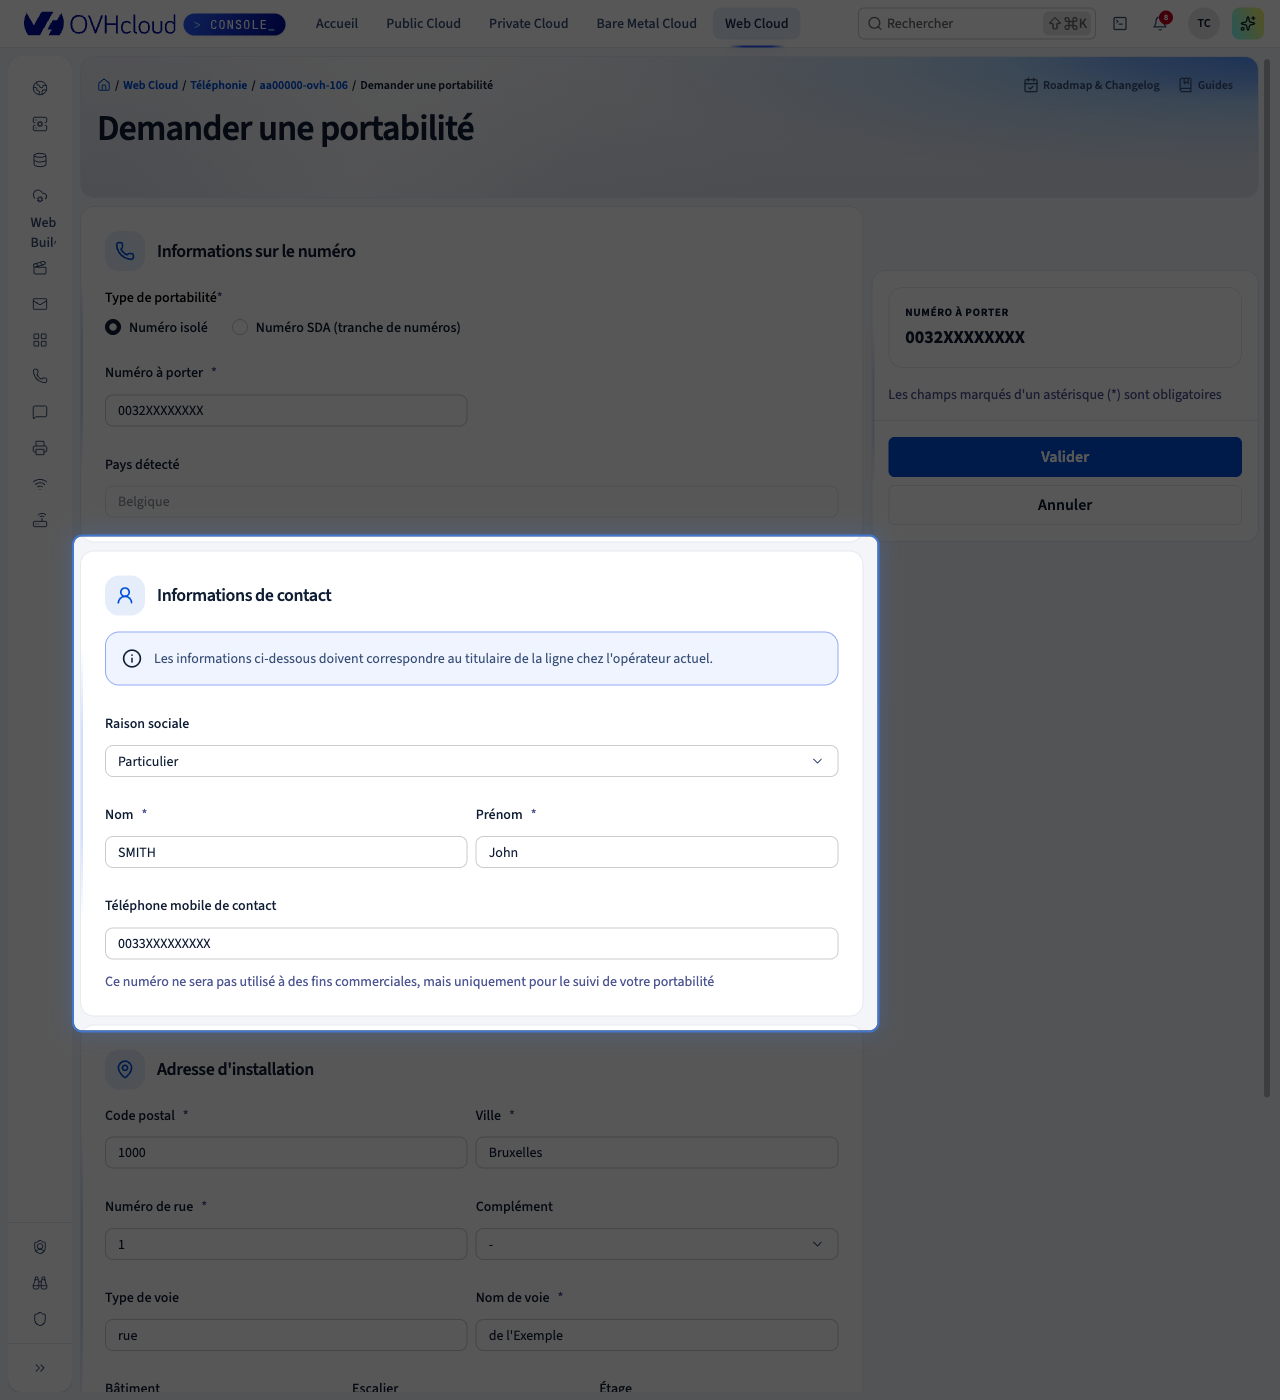 OVHcloud > CONSOLE_ Accueil Public Cloud Private Cloud Bare Metal Cloud Web Cloud Rechercher ⇧⌘K 8 TC
/ Web Cloud / Téléphonie / aa00000-ovh-106 / Demander une portabilité Roadmap & Changelog Guides
Demander une portabilité
Web
Buil
Informations sur le numéro
Type de portabilité*
Numéro isolé Numéro SDA (tranche de numéros)
Numéro à porter *
0032XXXXXXXX
Pays détecté
Belgique
NUMÉRO À PORTER
0032XXXXXXXX
Les champs marqués d'un astérisque (*) sont obligatoires
Valider
Annuler
Informations de contact
Les informations ci-dessous doivent correspondre au titulaire de la ligne chez l'opérateur actuel.
Raison sociale
Particulier
Nom * Prénom *
SMITH John
Téléphone mobile de contact
0033XXXXXXXXX
Ce numéro ne sera pas utilisé à des fins commerciales, mais uniquement pour le suivi de votre portabilité
Adresse d'installation
Code postal * Ville *
1000 Bruxelles
Numéro de rue * Complément
1 -
Type de voie Nom de voie *
rue de l'Exemple
Bâtiment Escalier Étage